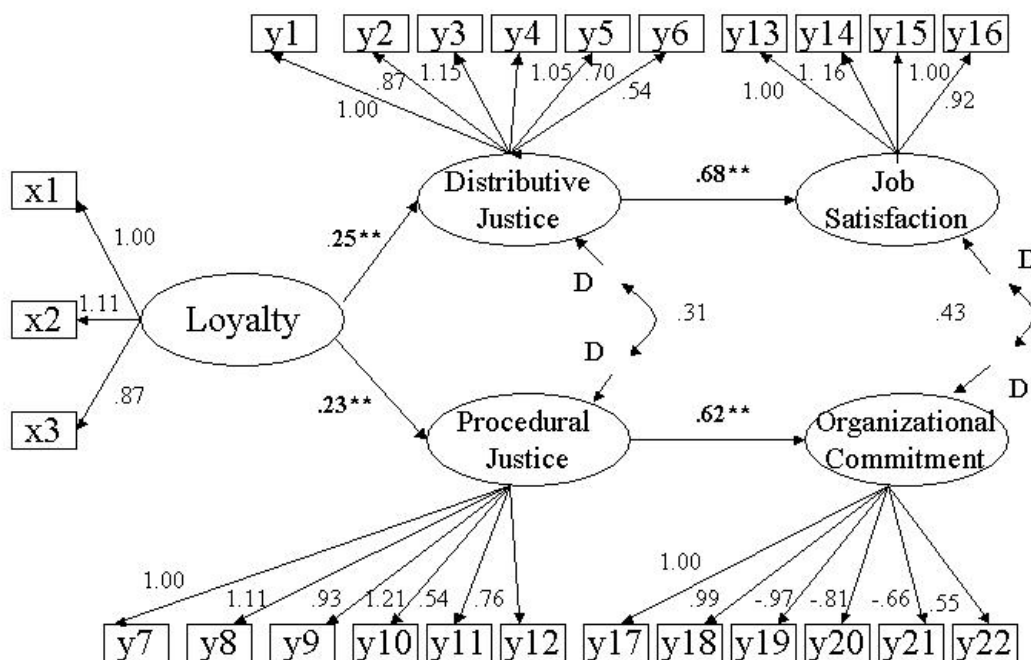 y1 y2 y3 y4 y5 y6 y13 y14 y15 y16
.87 1.15 1.05 .70 1. 16 1.00
1.00 .54 1.00 .92
x1 Distributive Justice .68** Job Satisfaction
1.00 .25**
D D
x2 1.11 Loyalty .31 .43
D D
.87 .23** .62**
x3 Procedural Justice Organizational Commitment
1.00 1.11 .93 1.21 .54 .76 1.00 .99 -.97 -.81 -.66 .55
y7 y8 y9 y10 y11 y12 y17 y18 y19 y20 y21 y22